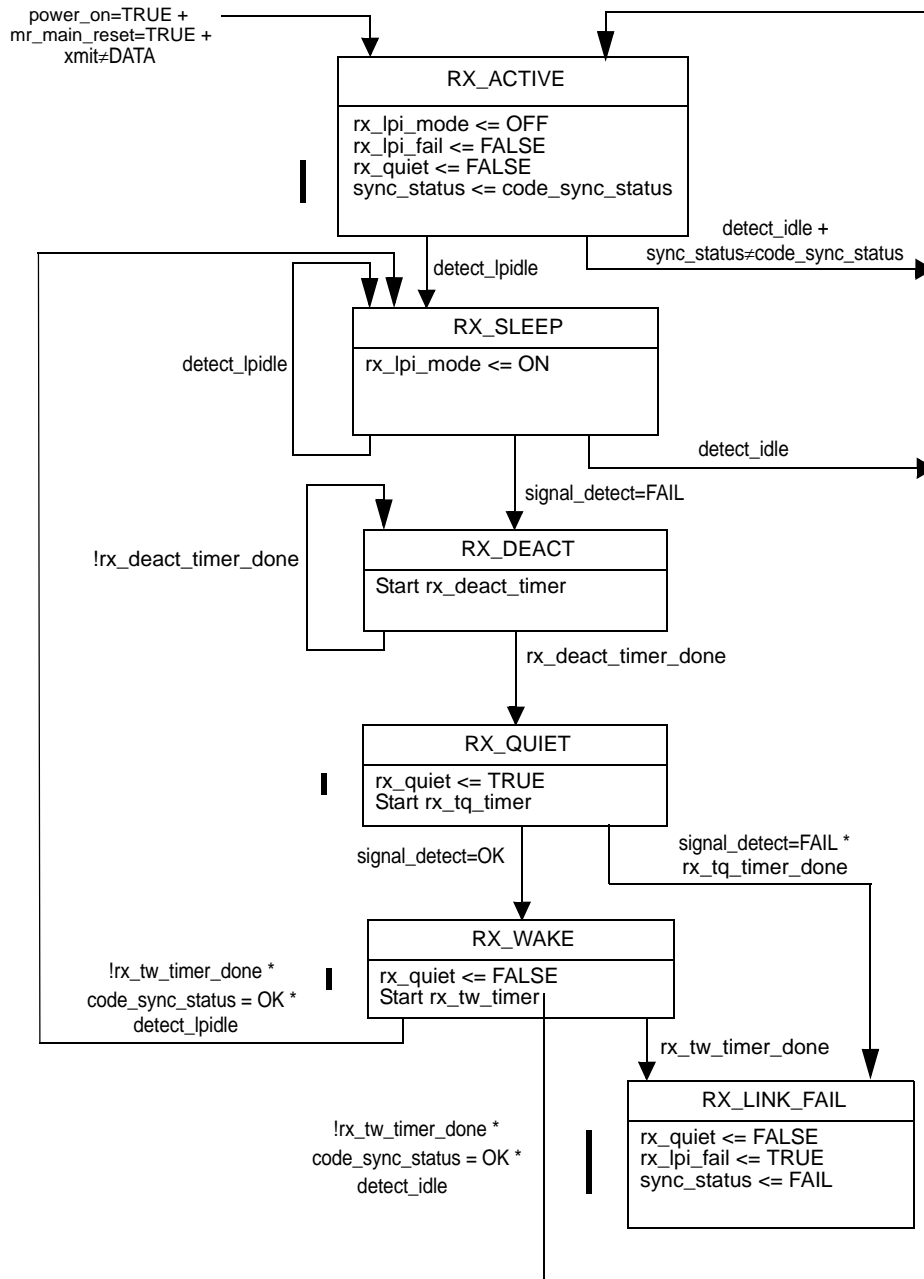 power_on=TRUE +
mr_main_reset=TRUE +
xmit≠DATA
RX_ACTIVE
rx_lpi_mode <= OFF
rx_lpi_fail <= FALSE
rx_quiet <= FALSE
sync_status <= code_sync_status
detect_idle +
sync_status≠code_sync_status
detect_lpidle
RX_SLEEP
rx_lpi_mode <= ON
detect_lpidle
detect_idle
signal_detect=FAIL
RX_DEACT
Start rx_deact_timer
!rx_deact_timer_done
rx_deact_timer_done
RX_QUIET
rx_quiet <= TRUE
Start rx_tq_timer
signal_detect=OK
signal_detect=FAIL *
rx_tq_timer_done
RX_WAKE
rx_quiet <= FALSE
Start rx_tw_timer
!rx_tw_timer_done *
code_sync_status = OK *
detect_lpidle
rx_tw_timer_done
RX_LINK_FAIL
rx_quiet <= FALSE
rx_lpi_fail <= TRUE
sync_status <= FAIL
!rx_tw_timer_done *
code_sync_status = OK *
detect_idle